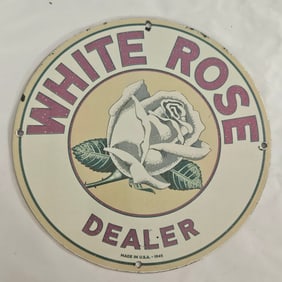 WHITE ROSE
DEALER
MADE IN U.S.A. - 1945